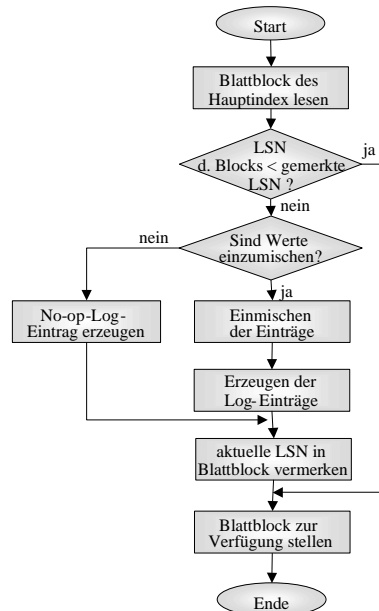 Start
Blattblock des
Hauptindex lesen
LSN
d. Blocks < gemerkte
LSN ?
ja
nein
nein
Sind Werte
einzumischen?
ja
No-op-Log-
Eintrag erzeugen
Einmischen
der Einträge
Erzeugen der
Log-Einträge
aktuelle LSN in
Blattblock vermerken
Blattblock zur
Verfügung stellen
Ende